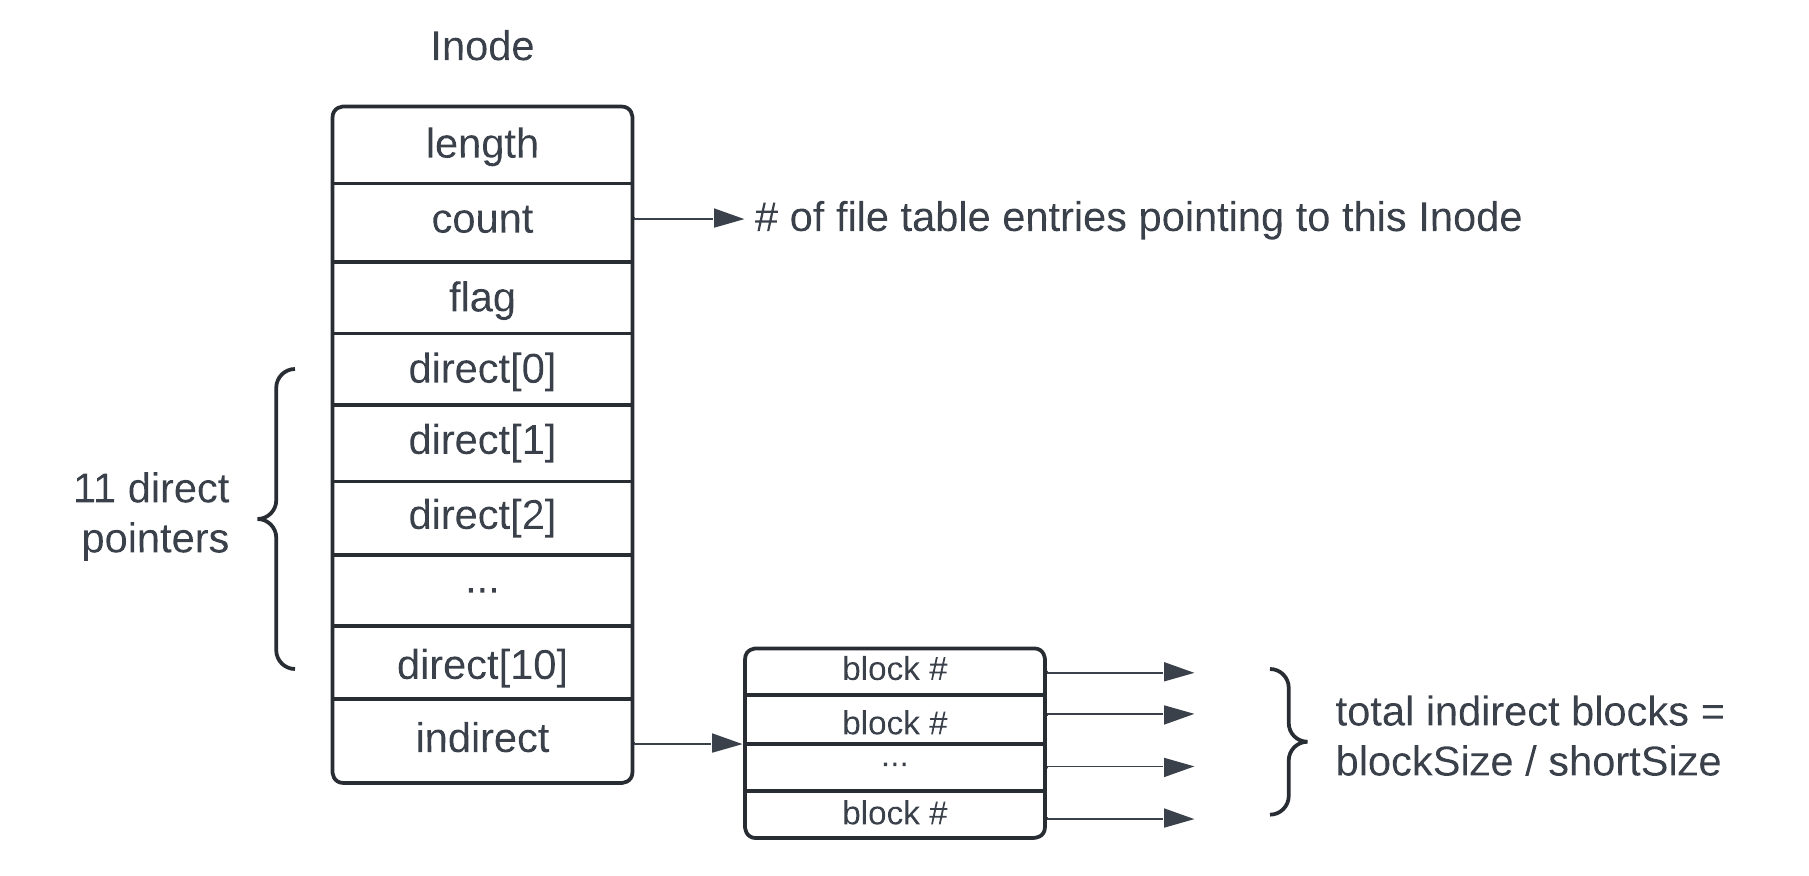 Inode
length
count
# of file table entries pointing to this Inode
flag
direct[0]
direct[1]
direct[2]
...
direct[10]
indirect
11 direct
pointers
block #
block #
...
block #
total indirect blocks =
blockSize / shortSize